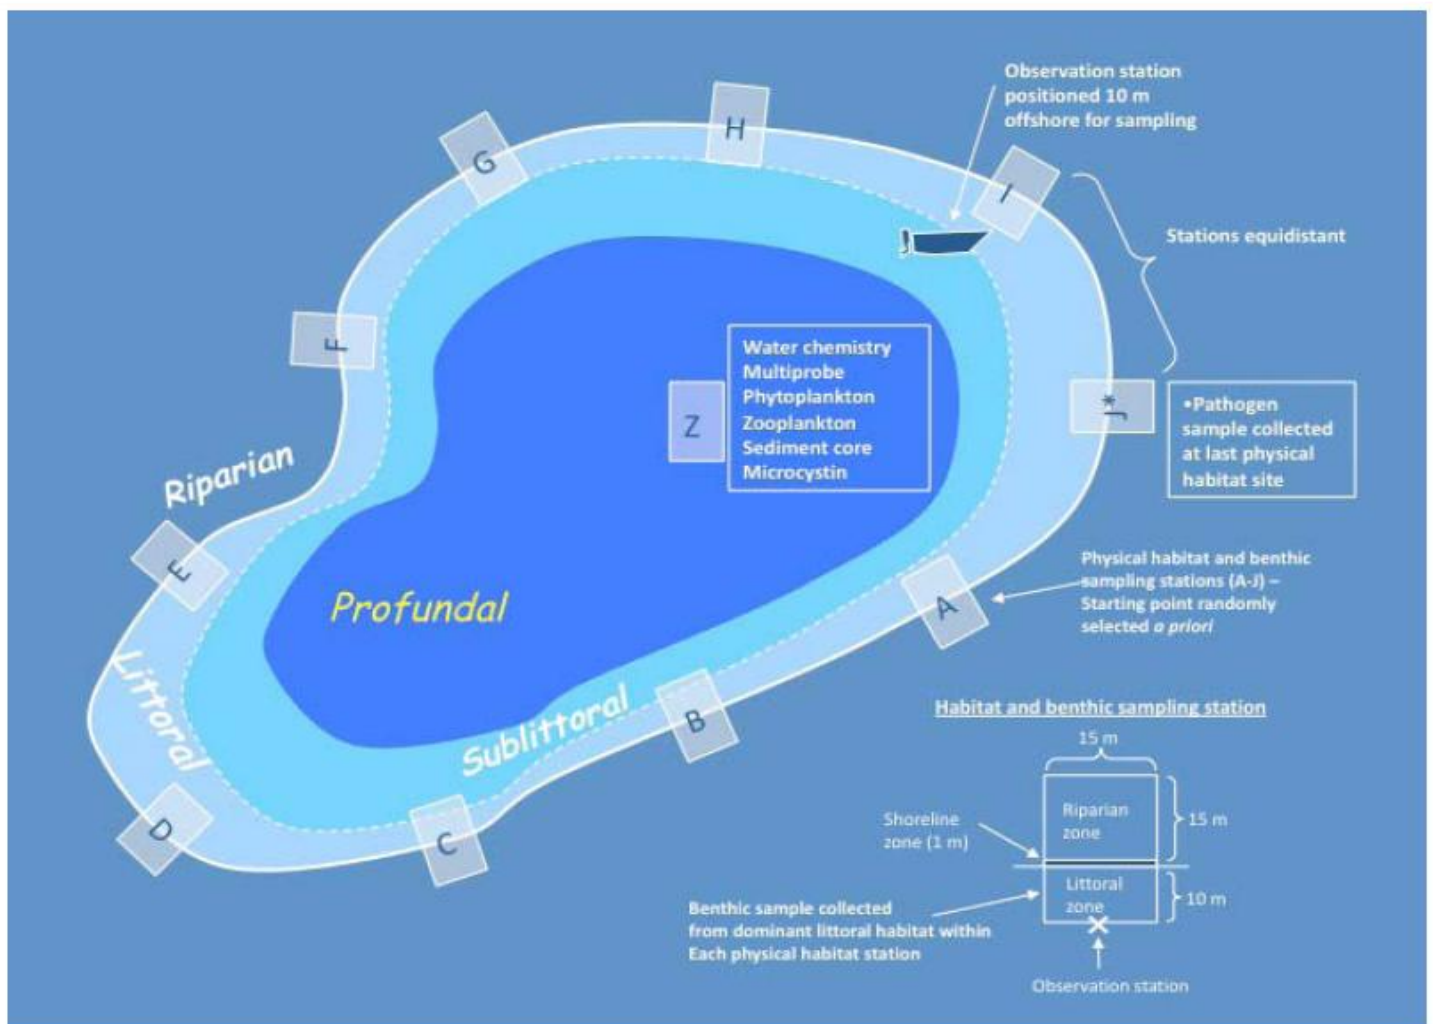 Observation station
positioned 10 m
offshore for sampling
H
G
I
Stations equidistant
F
Water chemistry
Multiprobe
Phytoplankton
Zooplankton
Sediment core
Microcystin
Z
J*
•Pathogen
sample collected
at last physical
habitat site
Riparian
E
Physical habitat and benthic
sampling stations (A-J) –
Starting point randomly
selected a priori
A
Profundal
Littoral
Sublittoral
B
D
C
Habitat and benthic sampling station
15 m
Riparian
zone
15 m
Shoreline
zone (1 m)
Littoral
zone
10 m
Benthic sample collected
from dominant littoral habitat within
Each physical habitat station
Observation station